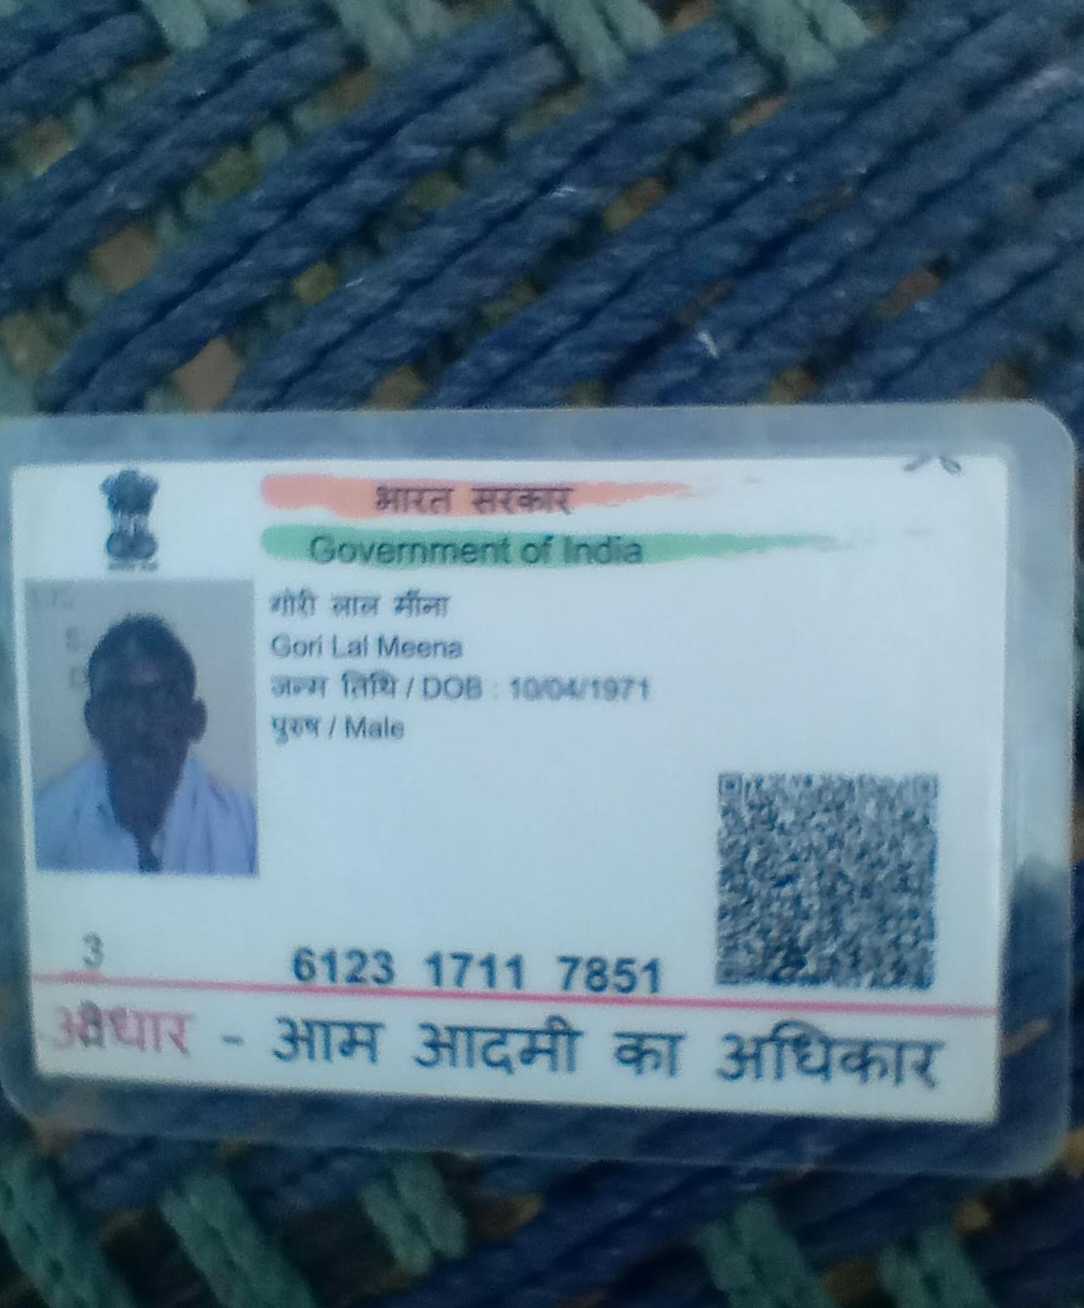 भारत सरकार
Government of India
गोरी लाल मीना
Gori Lal Meena
जन्म तिथि / DOB : 10/04/1971
पुरुष / Male
3
6123 1711 7851
आधार - आम आदमी का अधिकार